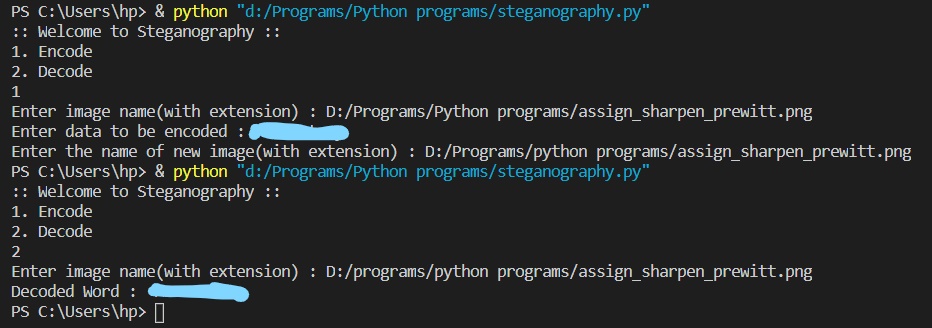 PS C:\Users\hp> & python "d:/Programs/Python programs/steganography.py"
:: Welcome to Steganography ::
1. Encode
2. Decode
1
Enter image name(with extension) : D:/Programs/Python programs/assign_sharpen_prewitt.png
Enter data to be encoded :
Enter the name of new image(with extension) : D:/Programs/python programs/assign_sharpen_prewitt.png
PS C:\Users\hp> & python "d:/Programs/Python programs/steganography.py"
:: Welcome to Steganography ::
1. Encode
2. Decode
2
Enter image name(with extension) : D:/programs/python programs/assign_sharpen_prewitt.png
Decoded Word :
PS C:\Users\hp>